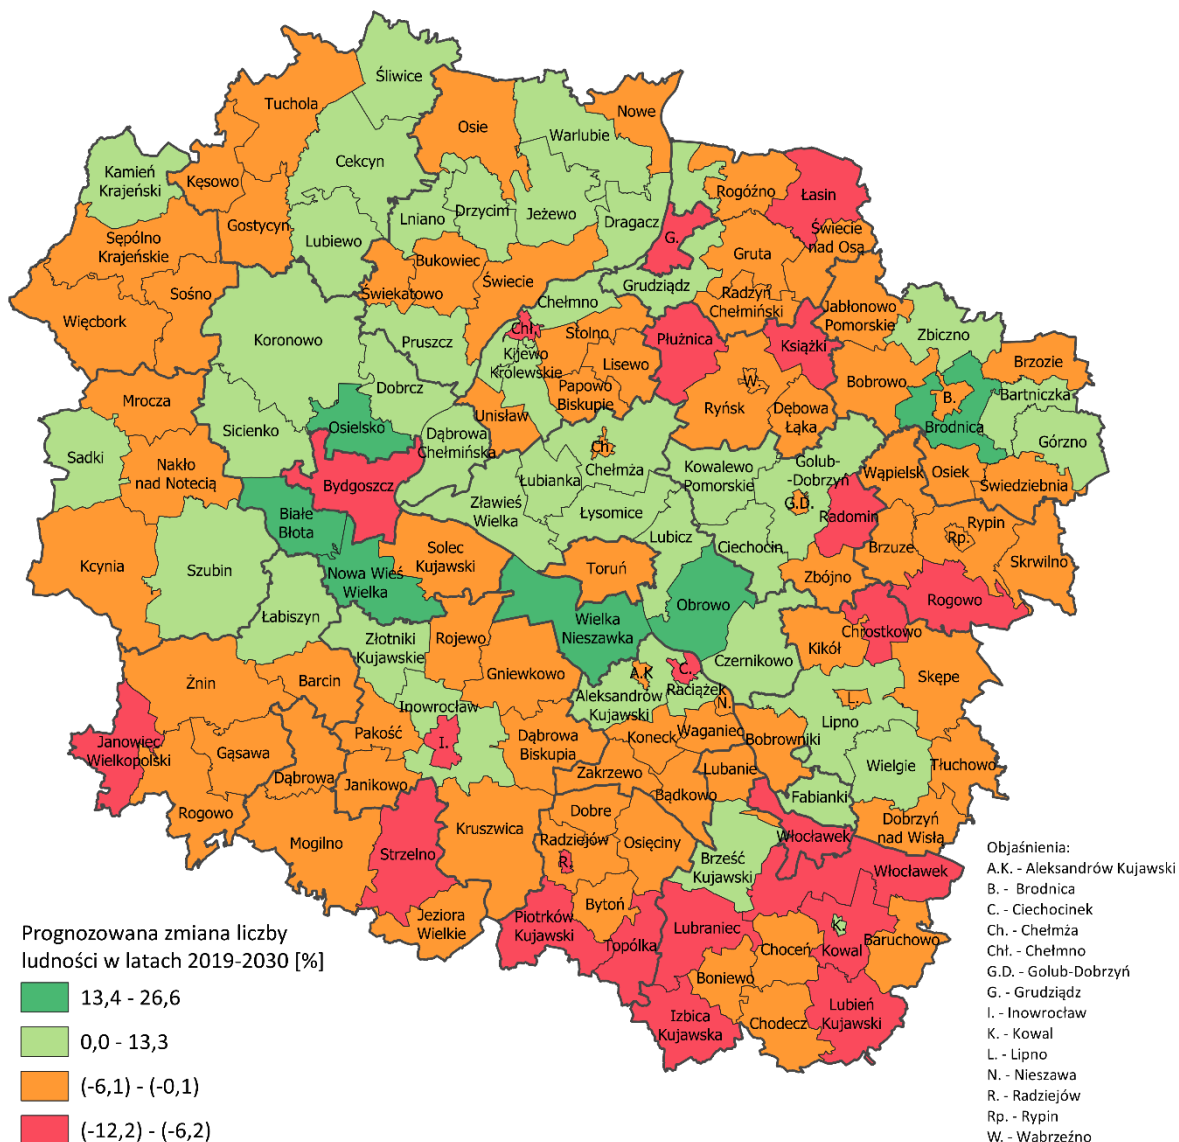 Śliwice
Tuchola
Osie
Nowe
Warlubie
Cekcyn
Kamień
Krajeński
Kęsowo
Rogóźno
Łasin
Lniano
Drzycim
Jeżewo
Dragacz
Gostycyn
Lubiewo
Sępólno
Krajeńskie
G.
Świecie
nad Osą
Gruta
Bukowiec
Świecie
Świekatowo
Sośno
Grudziądz
Radzyń
Chełmiński
Więcbork
Chełmno
Jabłonowo
Pomorskie
Koronowo
Pruszcz
Chł.
Stolno
Płużnica
Książki
Zbiczno
Kijewo
Królewskie
Lisewo
Brzozie
Mrocza
Dobrcz
Papowo
Biskupie
W.
Ryńsk
Bobrowo
B.
Bartniczka
Unisław
Dębowa
Łąka
Brodnica
Sicienko
Osielsko
Dąbrowa
Chełmińska
Ch.
Górzno
Sadki
Nakło
nad Notecią
Chełmża
Kowalewo
Pomorskie
Golub-
-Dobrzyń
Wąpielsk
Osiek
Świedziebnia
Bydgoszcz
Łubianka
Zławieś
Wielka
Łysomice
G.D.
Radomin
Białe
Błota
Rypin
Rp.
Lubicz
Ciechocin
Brzuze
Skrwilno
Kcynia
Szubin
Nowa Wieś
Wielka
Solec
Kujawski
Toruń
Zbójno
Rogowo
Obrowo
Łabiszyn
Wielka
Nieszawka
Chrostkowo
Złotniki
Kujawskie
Rojewo
Kikół
Czernikowo
Gniewkowo
A.K
C.
Raciążek
Skępe
Żnin
Barcin
Aleksandrów
Kujawski
Inowrocław
N.
L.
Lipno
Pakość
I.
Dąbrowa
Biskupia
Koneck
Waganiec
Bobrowniki
Janowiec
Wielkopolski
Gąsawa
Dąbrowa
Janikowo
Zakrzewo
Lubanie
Wielgie
Tłuchowo
Bądkowo
Fabianki
Rogowo
Dobre
Dobrzyń
nad Wisłą
Mogilno
Kruszwica
Radziejów
R.
Osięciny
Włocławek
Strzelno
Brześć
Kujawski
Włocławek
Bytoń
Jeziora
Wielkie
Piotrków
Kujawski
Topólka
Lubraniec
K.
Kowal
Choceń
Baruchowo
Boniewo
Izbica
Kujawska
Chodecz
Lubień
Kujawski
Prognozowana zmiana liczby
ludności w latach 2019-2030 [%]
13,4 - 26,6
0,0 - 13,3
(-6,1) - (-0,1)
(-12,2) - (-6,2)
Objaśnienia:
A.K. - Aleksandrów Kujawski
B. - Brodnica
C. - Ciechocinek
Ch. - Chełmża
Chł. - Chełmno
G.D. - Golub-Dobrzyń
G. - Grudziądz
I. - Inowrocław
K. - Kowal
L. - Lipno
N. - Nieszawa
R. - Radziejów
Rp. - Rypin
W. - Wąbrzeźno